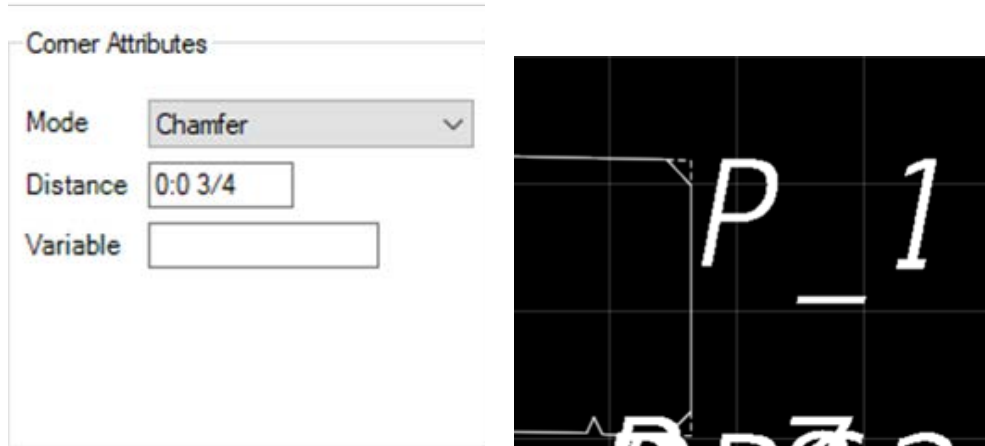 Corner Attributes
Mode Chamfer
Distance 0:0 3/4
Variable
P_1